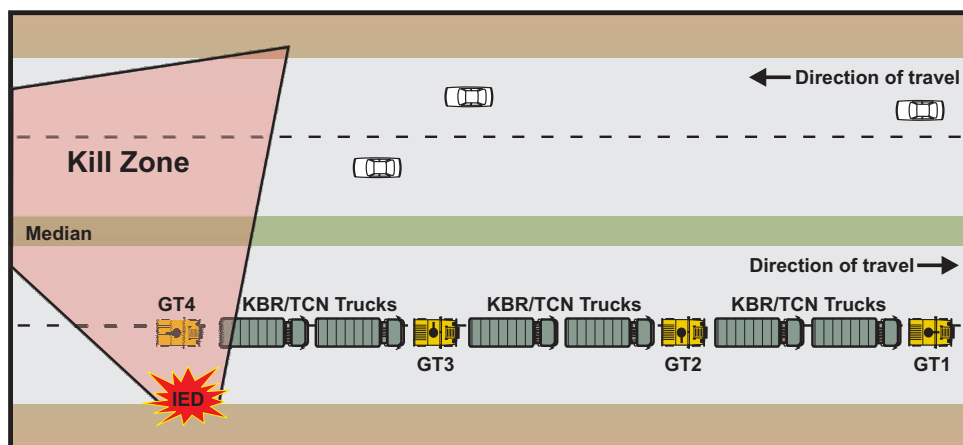 Direction of travel
Kill Zone
Median
Direction of travel
GT4
KBR/TCN Trucks
KBR/TCN Trucks
KBR/TCN Trucks
GT3
GT2
GT1
IED